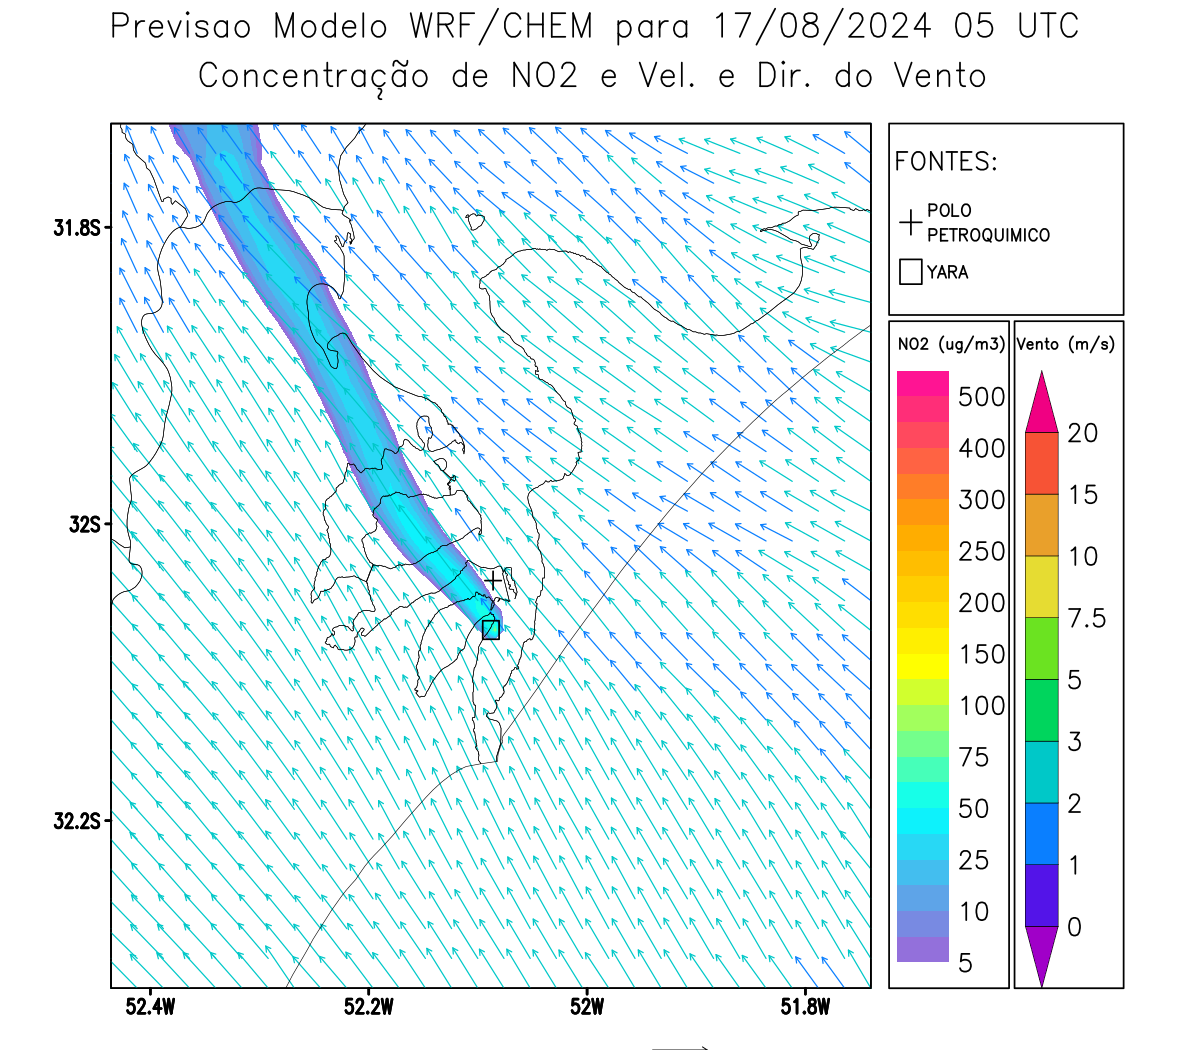 Previsao Modelo WRF/CHEM para 17/08/2024 05 UTC
Concentração de NO2 e Vel. e Dir. do Vento
FONTES:
POLO
PETROQUIMICO
YARA
NO2 (ug/m3)
500
400
300
250
200
150
100
75
50
25
10
5
Vento (m/s)
20
15
10
7.5
5
3
2
1
0
31.8S
32S
32.2S
52.4W
52.2W
52W
51.8W